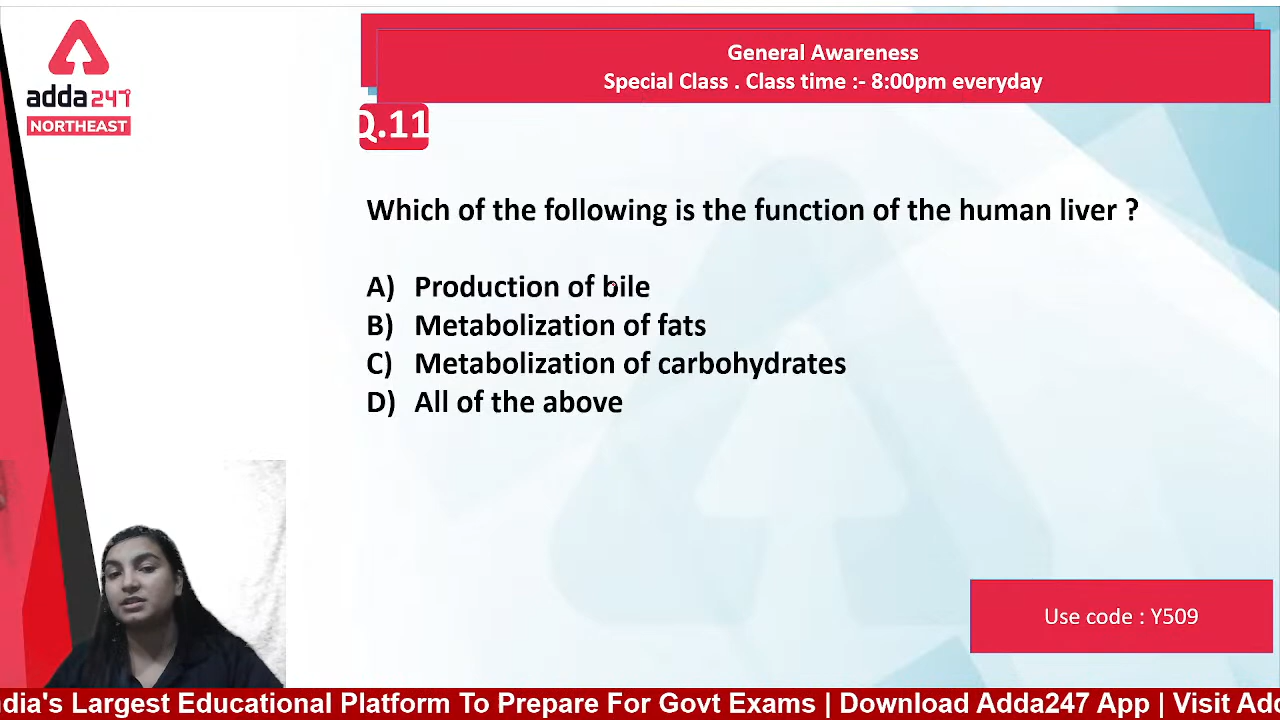 General Awareness
Special Class . Class time :- 8:00pm everyday
adda247
NORTHEAST
Q.11
Which of the following is the function of the human liver ?
A) Production of bile
B) Metabolization of fats
C) Metabolization of carbohydrates
D) All of the above
Use code : Y509
ndia's Largest Educational Platform To Prepare For Govt Exams | Download Adda247 App | Visit Add